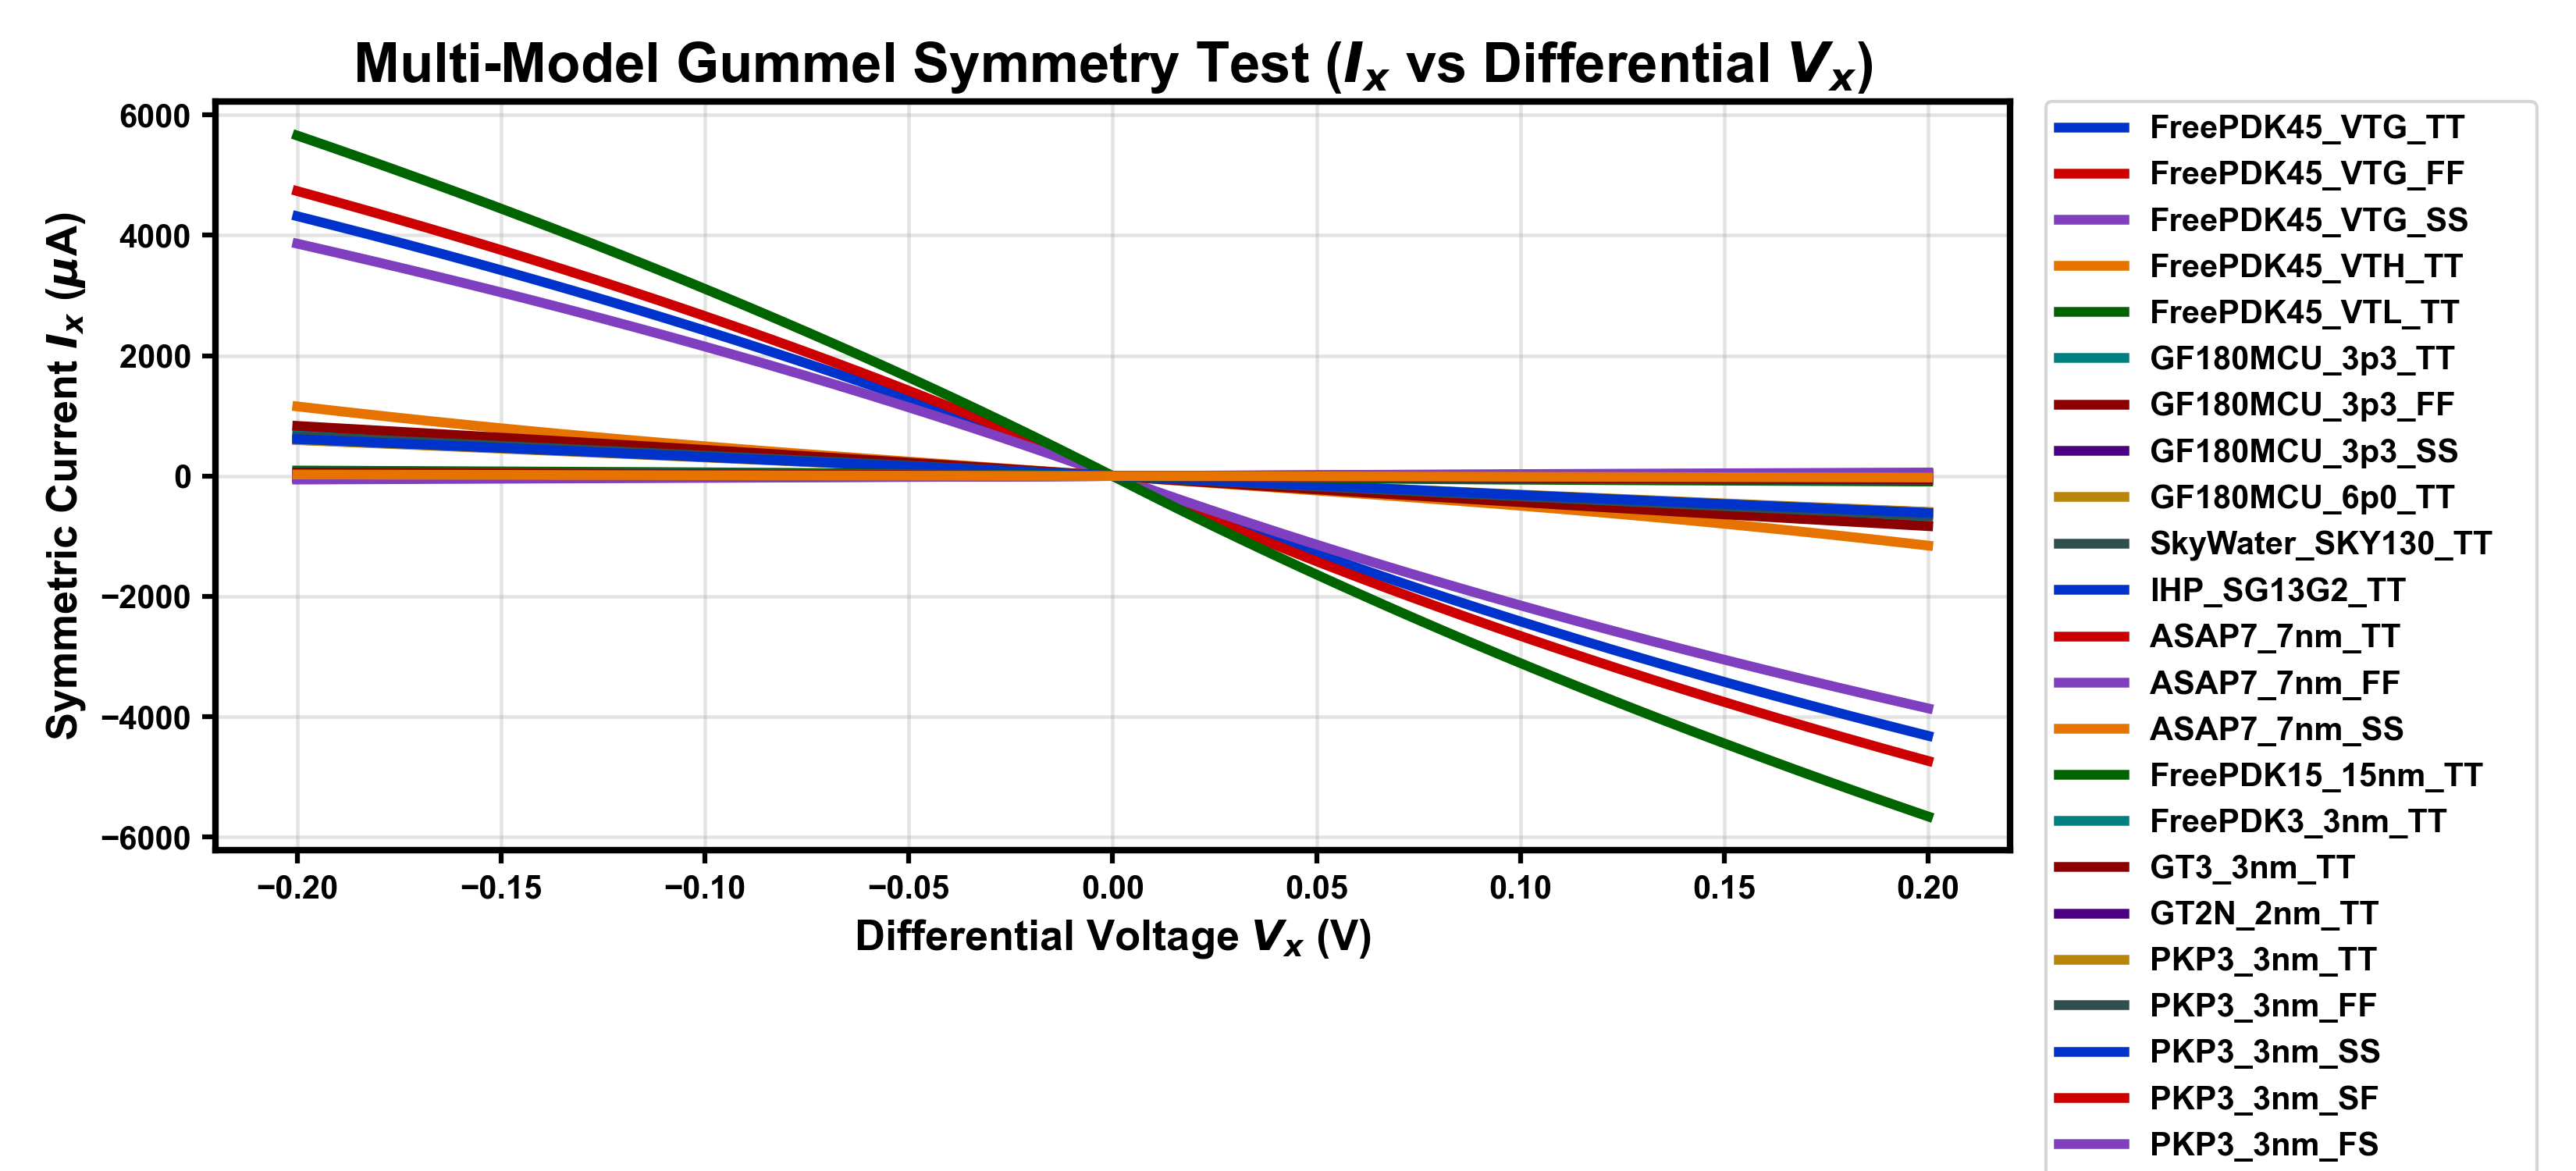 Multi-Model Gummel Symmetry Test (Iₓ vs Differential Vₓ)
Symmetric Current Iₓ (μA)
6000
4000
2000
0
−2000
−4000
−6000
−0.20
−0.15
−0.10
−0.05
0.00
0.05
0.10
0.15
0.20
Differential Voltage Vₓ (V)
FreePDK45_VTG_TT
FreePDK45_VTG_FF
FreePDK45_VTG_SS
FreePDK45_VTH_TT
FreePDK45_VTL_TT
GF180MCU_3p3_TT
GF180MCU_3p3_FF
GF180MCU_3p3_SS
GF180MCU_6p0_TT
SkyWater_SKY130_TT
IHP_SG13G2_TT
ASAP7_7nm_TT
ASAP7_7nm_FF
ASAP7_7nm_SS
FreePDK15_15nm_TT
FreePDK3_3nm_TT
GT3_3nm_TT
GT2N_2nm_TT
PKP3_3nm_TT
PKP3_3nm_FF
PKP3_3nm_SS
PKP3_3nm_SF
PKP3_3nm_FS